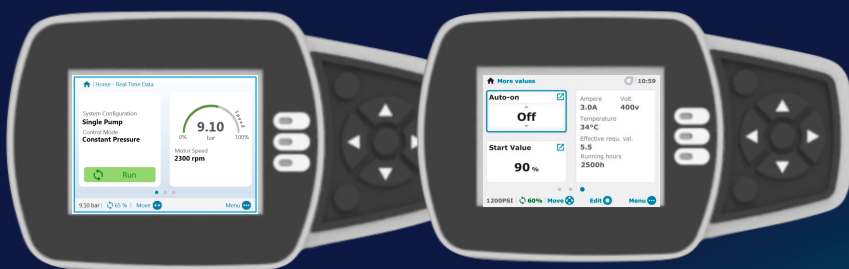 Home - Real Time Data
System Configuration
Single Pump
Control Mode
Constant Pressure
Run
Speed
0%
9.10
100%
bar
Motor Speed
2300 rpm
9.10 bar
65 %
Move
Menu
More values
10:59
Auto-on
Off
Start Value
90 %
Ampere
Volt
3.0A
400v
Temperature
34°C
Effective requ. val.
5.5
Running hours
2500h
1200PSI
60%
Move
Edit
Menu